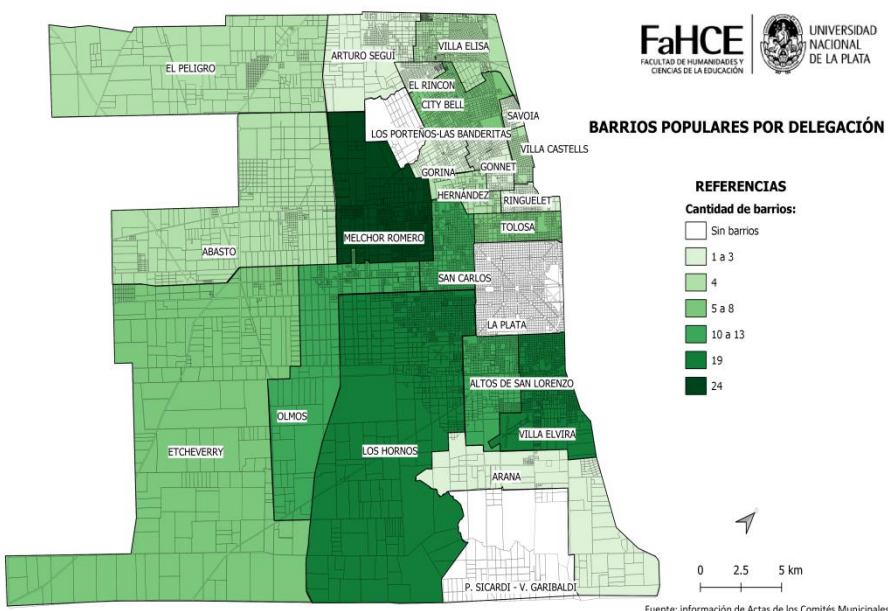 FaHCE
FACULTAD DE HUMANIDADES Y
CIENCIAS DE LA EDUCACIÓN
UNIVERSIDAD
NACIONAL
DE LA PLATA
BARRIOS POPULARES POR DELEGACIÓN
EL PELIGRO
ARTURO SEGUÍ
VILLA ELISA
EL RINCON
CITY BELL
SAVOIA
LOS PORTEÑOS-LAS BANDERITAS
VILLA CASTELLS
GORINA
GONNET
HERNÁNDEZ
RINGUELET
TOLOSA
MELCHOR ROMERO
ABASTO
SAN CARLOS
LA PLATA
ALTOS DE SAN LORENZO
OLMOS
VILLA ELVIRA
ETCHEVERRY
LOS HORNOS
ARANA
P. SICARDI - V. GARIBALDI
REFERENCIAS
Cantidad de barrios:
Sin barrios
1 a 3
4
5 a 8
10 a 13
19
24
0 2.5 5 km
Fuente: información de Actas de los Comités Municipales